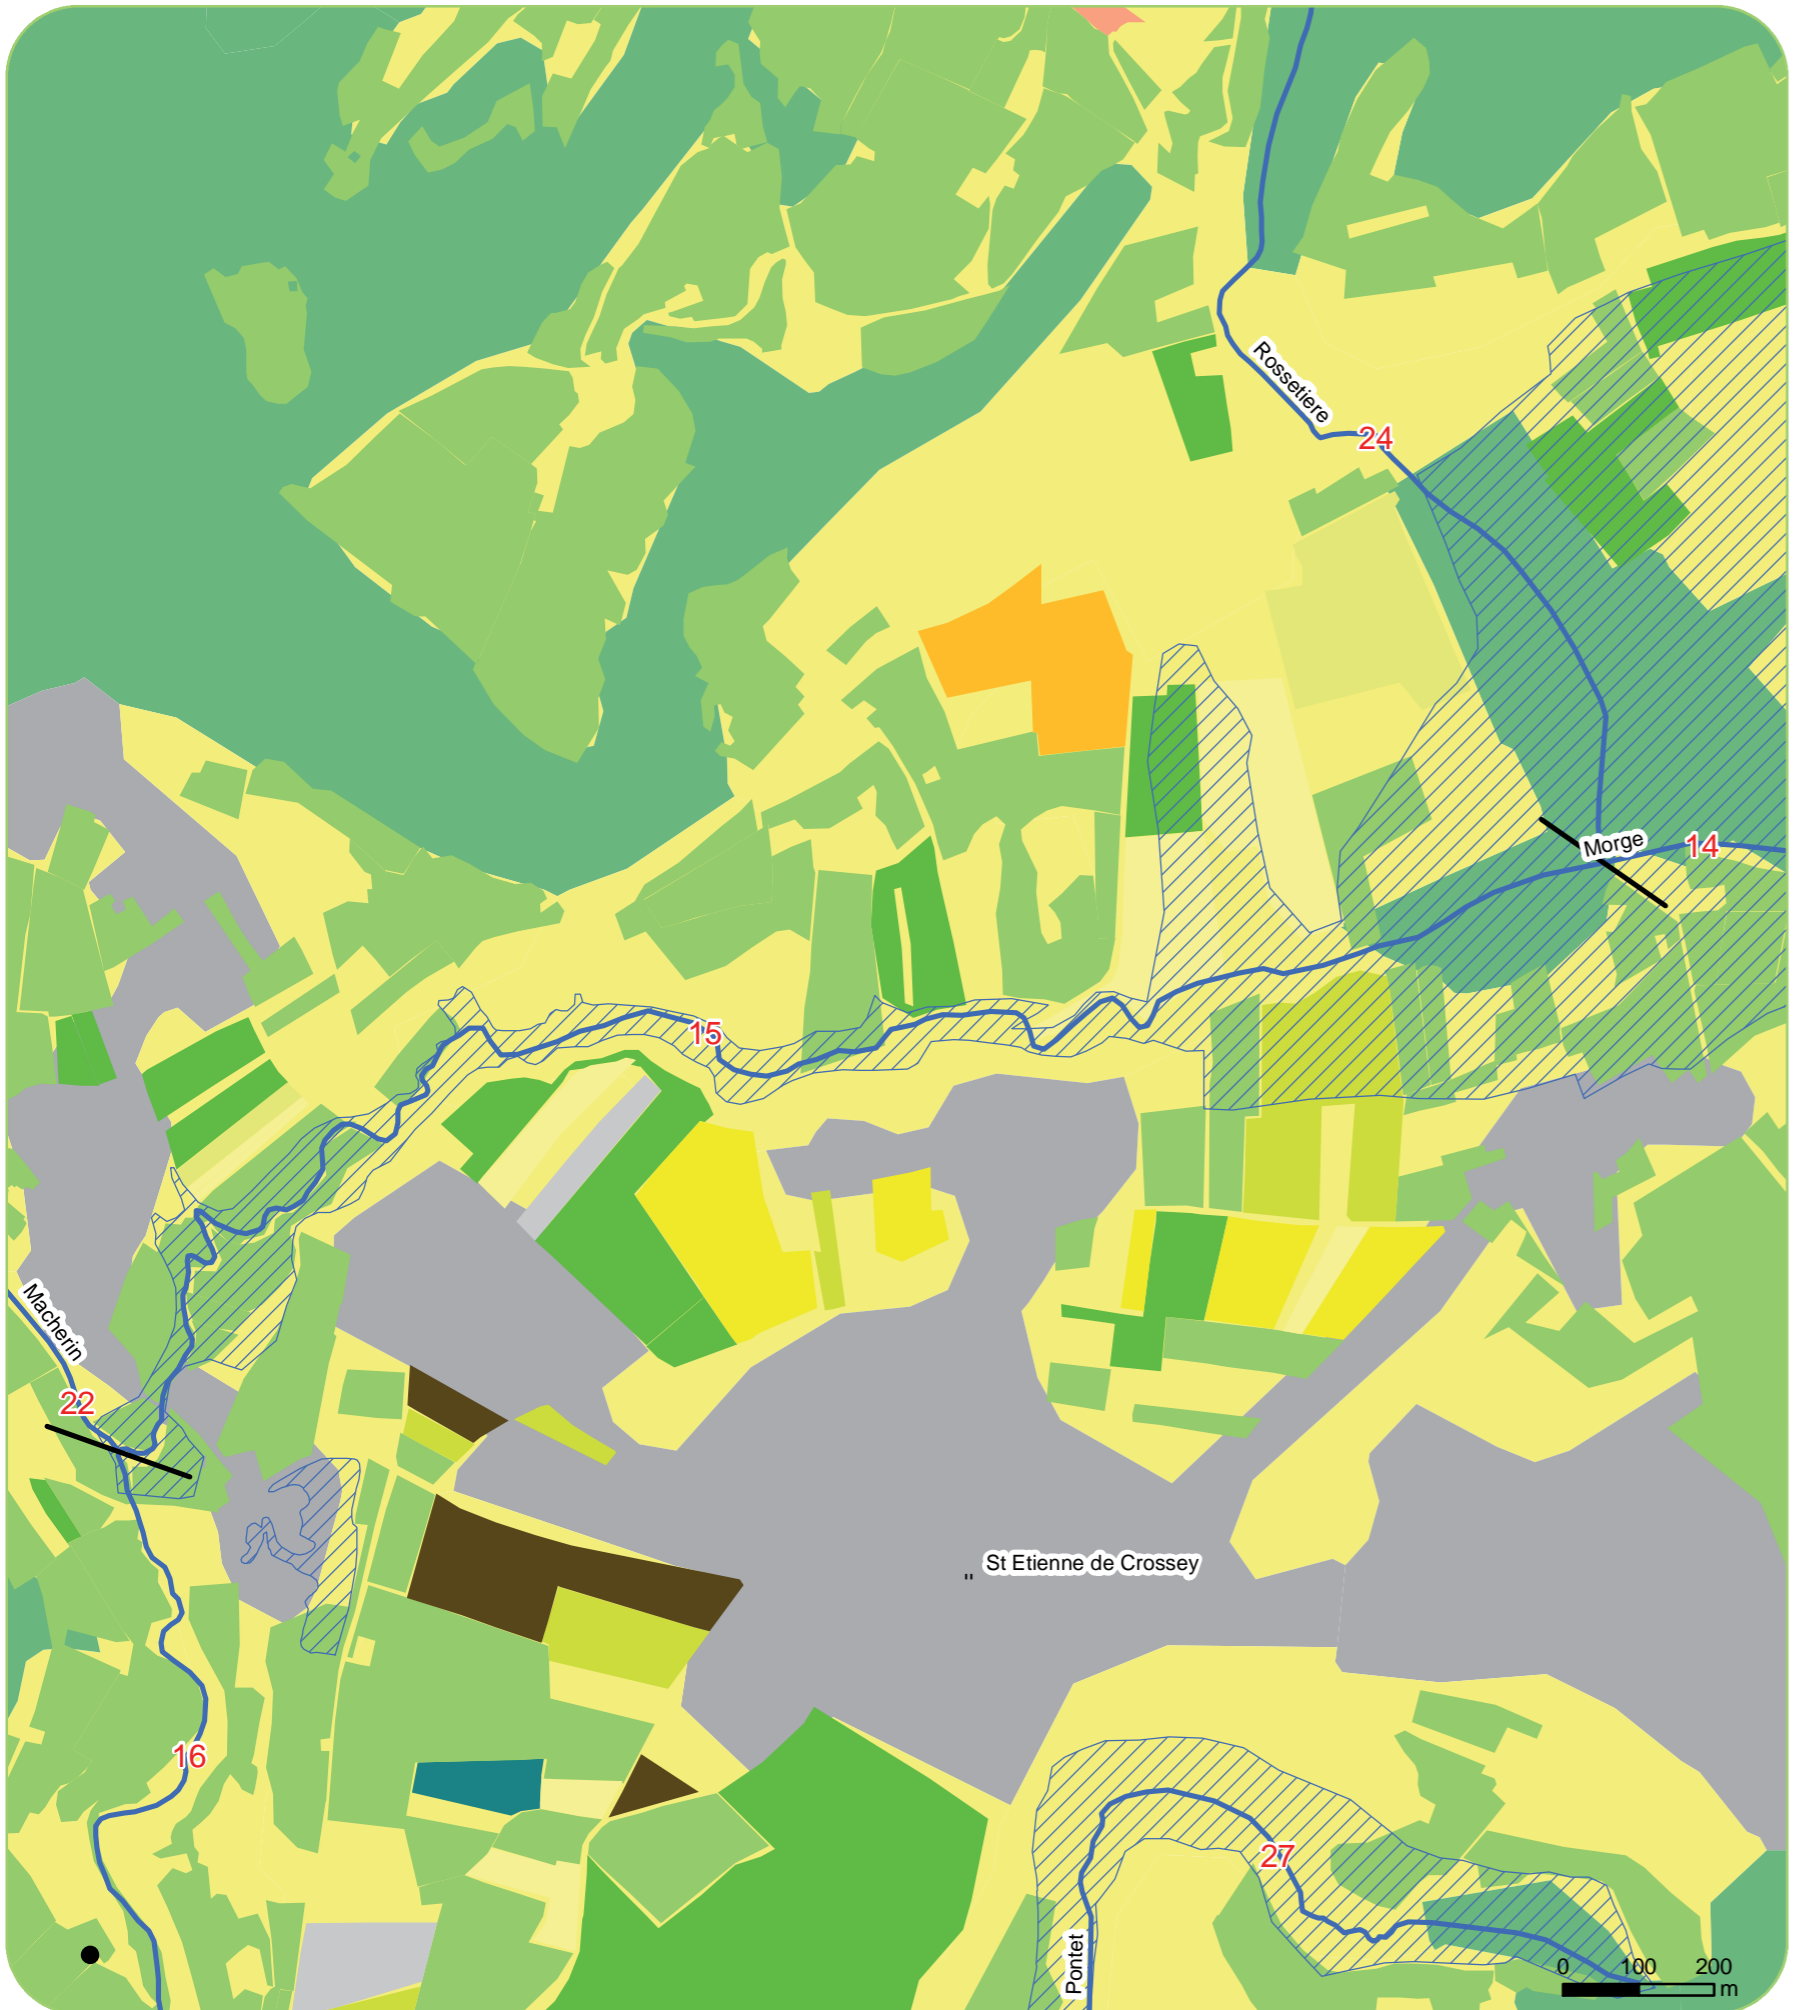 Rossetiere
24
Morge
14
15
Macherin
22
" St Etienne de Crossey
16
27
Pontet
0 100 200
m